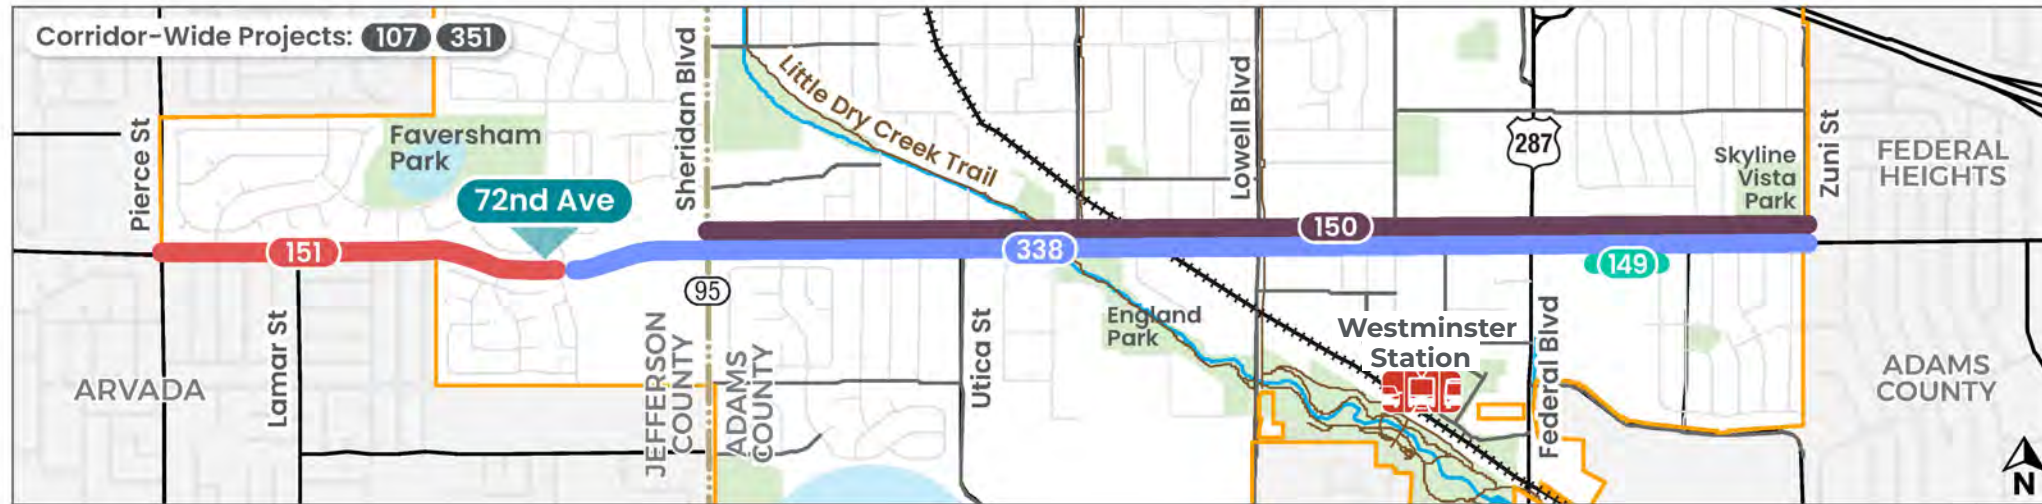 Corridor-Wide Projects: 107 351
Pierce St
Faversham
Park
72nd Ave
Sheridan Blvd
Little Dry Creek Trail
Lowell Blvd
287
Skyline
Vista
Park
Zuni St
FEDERAL
HEIGHTS
151
338
150
149
95
ARVADA
Lamar St
JEFFERSON
COUNTY
ADAMS
COUNTY
Utica St
England
Park
Westminster
Station
Federal Blvd
ADAMS
COUNTY
N